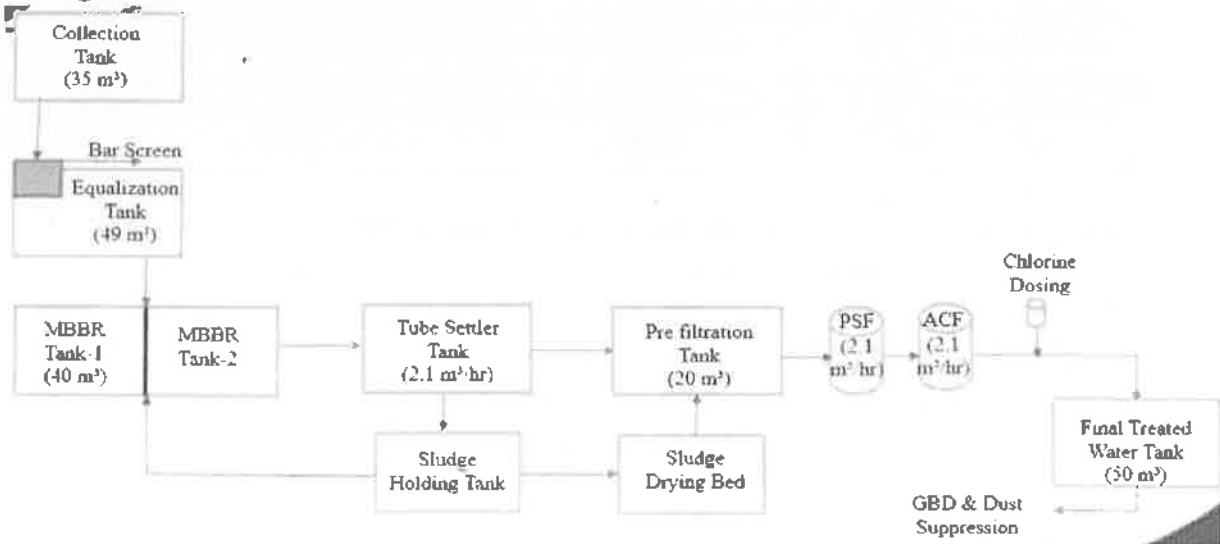 Collection
Tank
(35 m³)
Bar Screen
Equalization
Tank
(49 m³)
Chlorine
Dosing
MBBR
Tank-1
(40 m³)
MBBR
Tank-2
Tube Settler
Tank
(2.1 m³/hr)
Pre filtration
Tank
(20 m³)
PSF
(2.1
m³/hr)
ACF
(2.1
m³/hr)
Sludge
Holding Tank
Sludge
Drying Bed
Final Treated
Water Tank
(50 m³)
GBD & Dust
Suppression